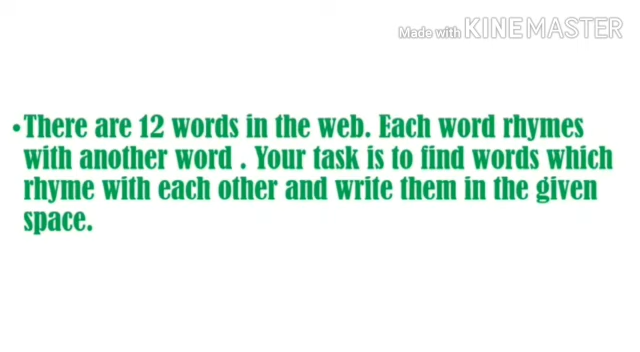 Made with KINEMASTER
•There are 12 words in the web. Each word rhymes
with another word . Your task is to find words which
rhyme with each other and write them in the given
space.